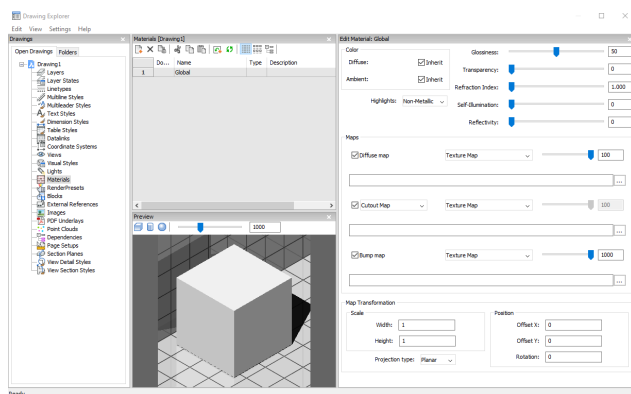 Drawing Explorer
Edit View Settings Help
Drawings
Open Drawings Folders
Drawing1
Layers
Layer States
Linetypes
Multiline Styles
Multileader Styles
Text Styles
Dimension Styles
Table Styles
Datalinks
Coordinate Systems
Views
Visual Styles
Lights
Materials
RenderPresets
Blocks
External References
Images
PDF Underlays
Point Clouds
Dependencies
Page Setups
Section Planes
View Detail Styles
View Section Styles
Materials [Drawing1]
Do... Name Type Description
1 Global
Preview
1000
Edit Material: Global
Color
Diffuse: Inherit
Ambient: Inherit
Highlights: Non-Metallic
Glossiness: 50
Transparency: 0
Refraction Index: 1.000
Self-Illumination: 0
Reflectivity: 0
Maps
Diffuse map Texture Map 100
...
Cutout Map Texture Map 100
...
Bump map Texture Map 1000
...
Map Transformation
Scale
Width: 1
Height: 1
Projection type: Planar
Position
Offset X: 0
Offset Y: 0
Rotation: 0
Ready